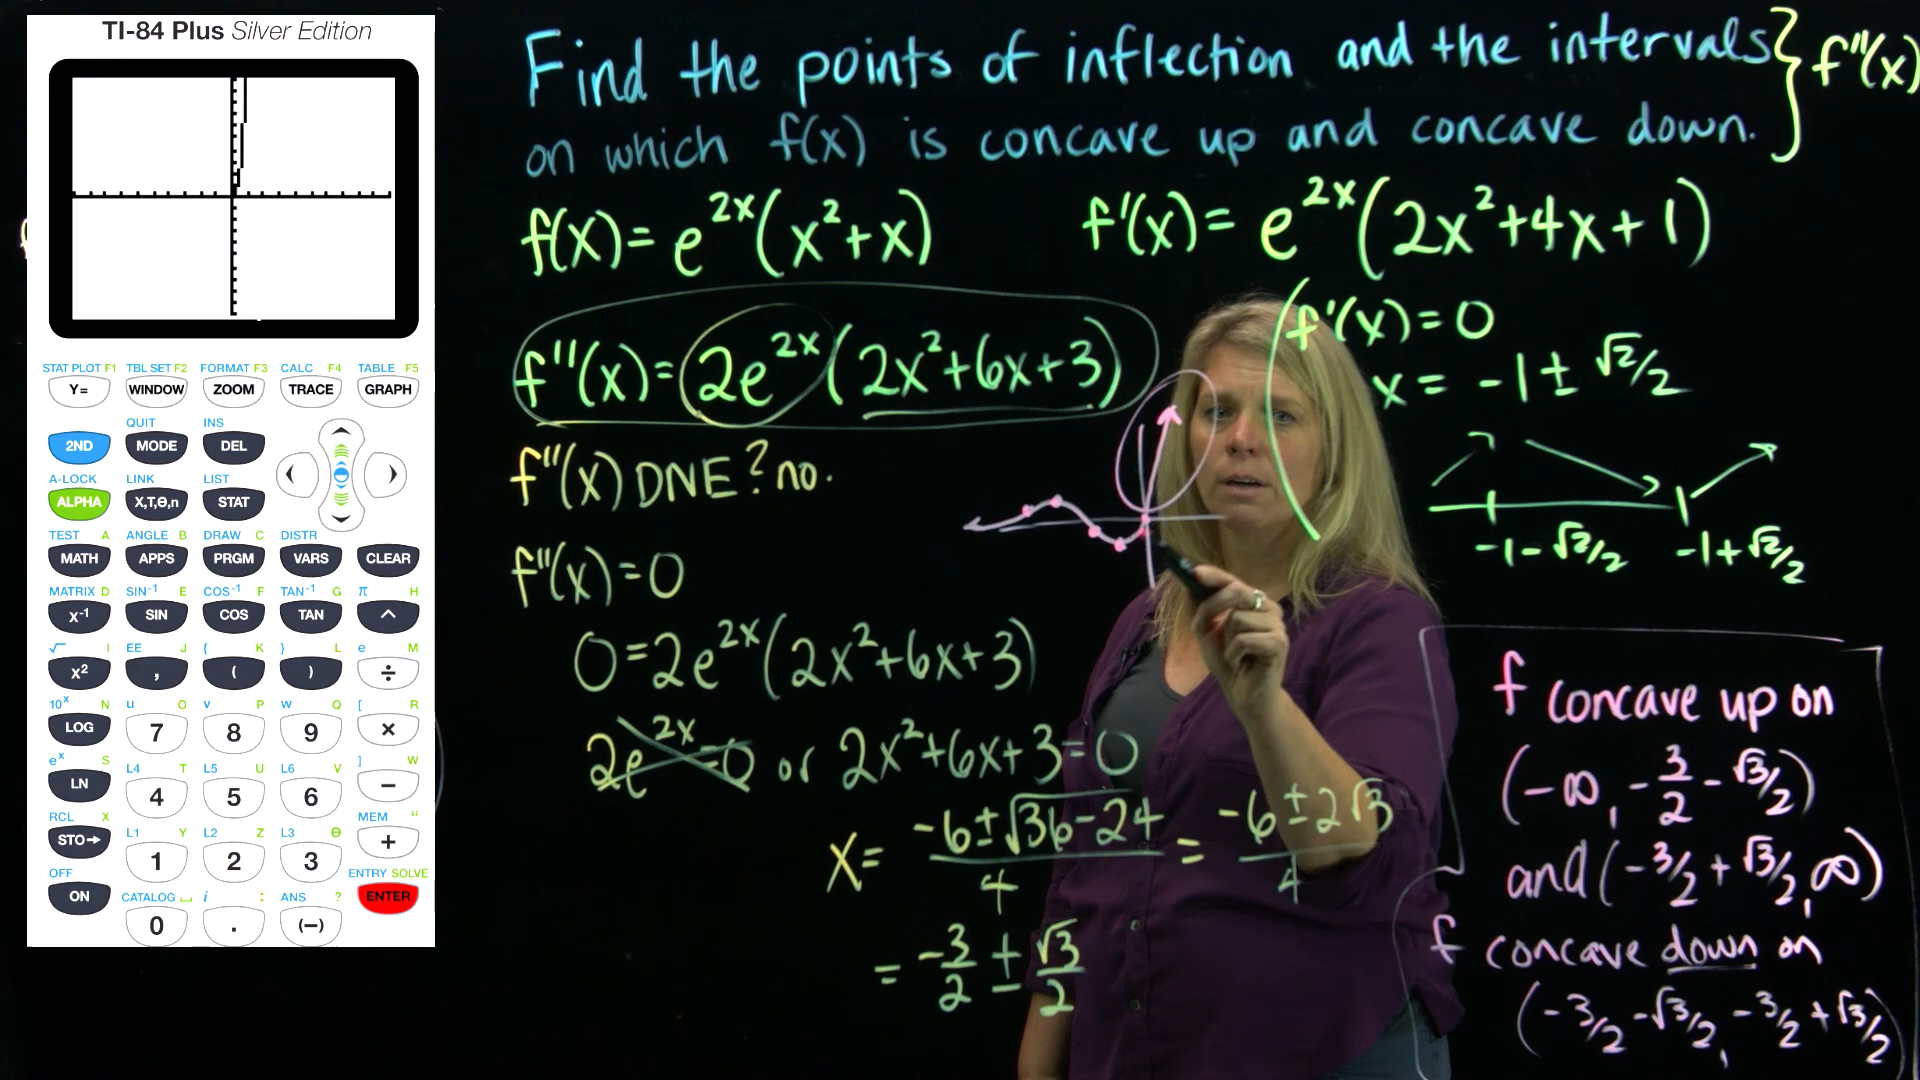 TI-84 Plus Silver Edition
STAT PLOT F1 TBL SET F2 FORMAT F3 CALC F4 TABLE F5
Y= WINDOW ZOOM TRACE GRAPH
QUIT INS
2ND MODE DEL
A-LOCK LINK LIST
ALPHA X,T,Θ,n STAT
TEST A ANGLE B DRAW C DISTR
MATH APPS PRGM VARS CLEAR
MATRIX D SIN⁻¹ E COS⁻¹ F TAN⁻¹ G π H
x⁻¹ SIN COS TAN ^
√ I EE J { K } L e M
x² , ( ) ÷
10ˣ N u O v P w Q [ R
LOG 7 8 9 ×
eˣ S L4 T L5 U L6 V ] W
LN 4 5 6 −
RCL X L1 Y L2 Z L3 Θ MEM "
STO→ 1 2 3 +
OFF CATALOG ⎵ i : ANS ? ENTRY SOLVE
ON 0 . (−) ENTER
Find the points of inflection and the intervals } f''(x)
on which f(x) is concave up and concave down.
f(x) = e^{2x}(x²+x)
f'(x) = e^{2x}(2x²+4x+1)
f''(x) = 2e^{2x}(2x²+6x+3)
f''(x) DNE? no.
f''(x) = 0
0 = 2e^{2x}(2x²+6x+3)
2e^{2x}=0 or 2x²+6x+3=0
x = (-6±√36-24)/4 = (-6±2√3)/4
= -3/2 ± √3/2
f'(x) = 0
x = -1 ± √2/2
-1-√2/2 -1+√2/2
f concave up on
(-∞, -3/2 - √3/2)
and (-3/2 + √3/2, ∞)
f concave down on
(-3/2 - √3/2, -3/2 + √3/2)